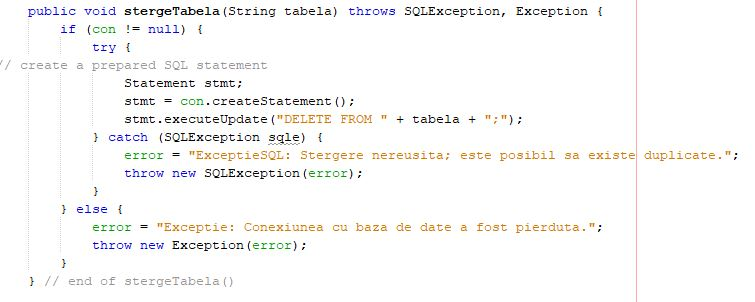 public void stergeTabela(String tabela) throws SQLException, Exception {
if (con != null) {
try {
// create a prepared SQL statement
Statement stmt;
stmt = con.createStatement();
stmt.executeUpdate("DELETE FROM " + tabela + ";");
} catch (SQLException sqle) {
error = "ExceptieSQL: Stergere nereusita; este posibil sa existe duplicate.";
throw new SQLException(error);
}
} else {
error = "Exceptie: Conexiunea cu baza de date a fost pierduta.";
throw new Exception(error);
}
} // end of stergeTabela()